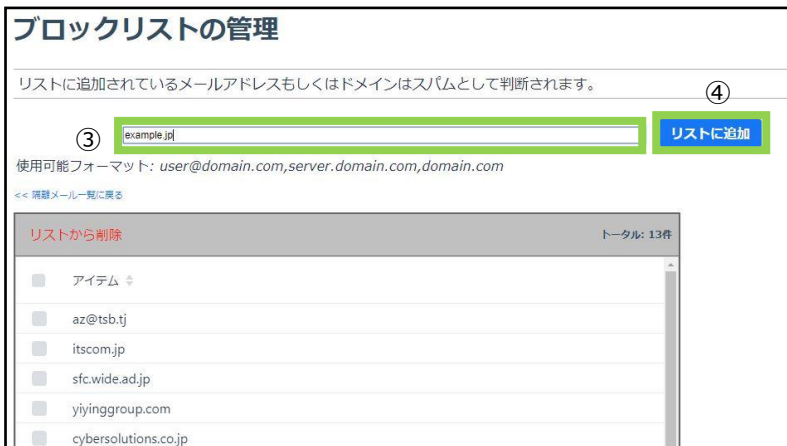 ブロックリストの管理
リストに追加されているメールアドレスもしくはドメインはスパムとして判断されます。
④
③ example.jp リストに追加
使用可能フォーマット: user@domain.com,server.domain.com,domain.com
<< 隔離メール一覧に戻る
リストから削除 トータル: 13件
アイテム
az@tsb.tj
itscom.jp
sfc.wide.ad.jp
yiyinggroup.com
cybersolutions.co.jp